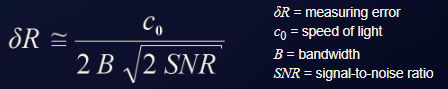 δR ≅ c₀ / (2 B √(2 SNR))
δR = measuring error
c₀ = speed of light
B = bandwidth
SNR = signal-to-noise ratio